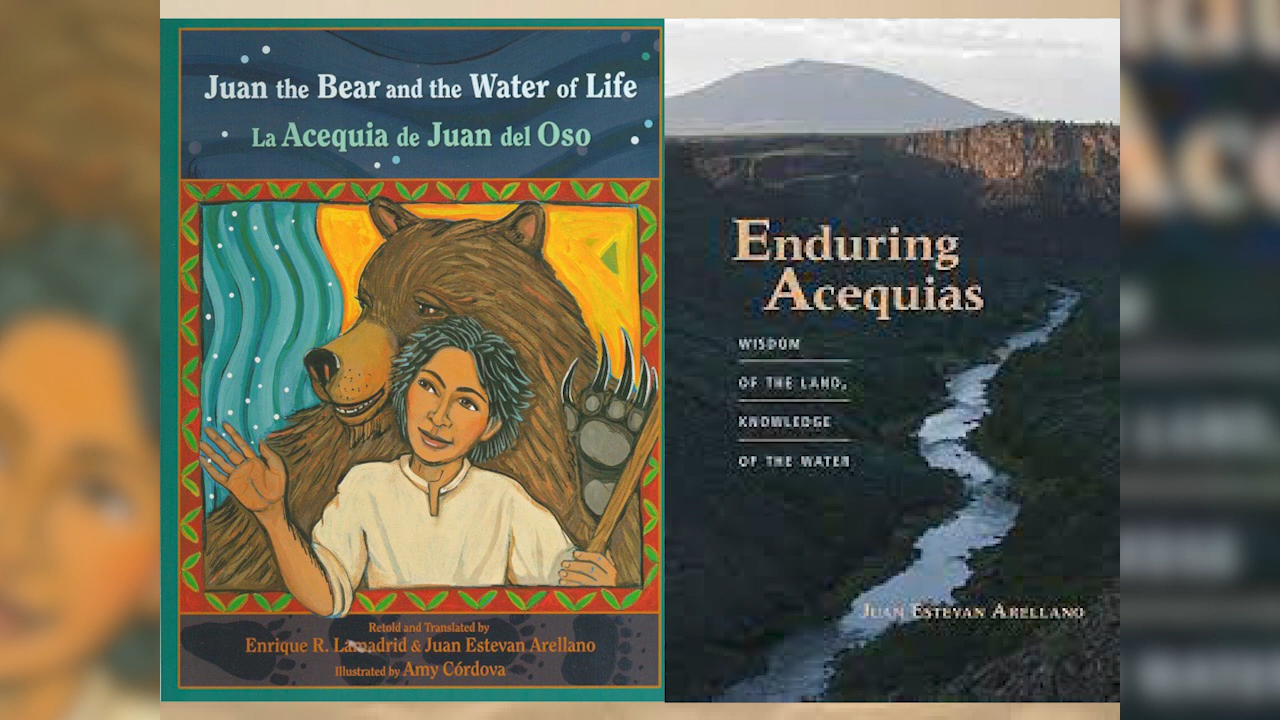 Juan the Bear and the Water of Life
La Acequia de Juan del Oso
Retold and Translated by
Enrique R. Lamadrid & Juan Estevan Arellano
Illustrated by Amy Córdova
Enduring
Acequias
WISDOM
OF THE LAND,
KNOWLEDGE
OF THE WATER
JUAN ESTEVAN ARELLANO